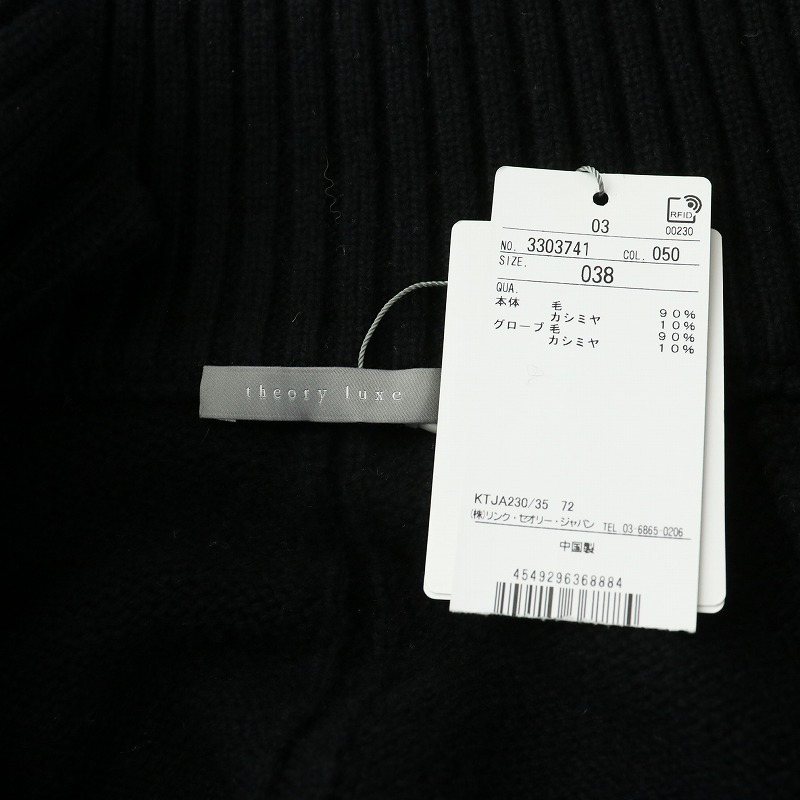 theory luxe
RFID
03 00230
NO. 3303741 COL. 050
SIZE. 038
QUA.
本体 毛 90%
カシミヤ 10%
グローブ 毛 90%
カシミヤ 10%
KTJA230/35 72
㈱リンク・セオリー・ジャパン TEL 03-6865-0206
中国製
4549296368884